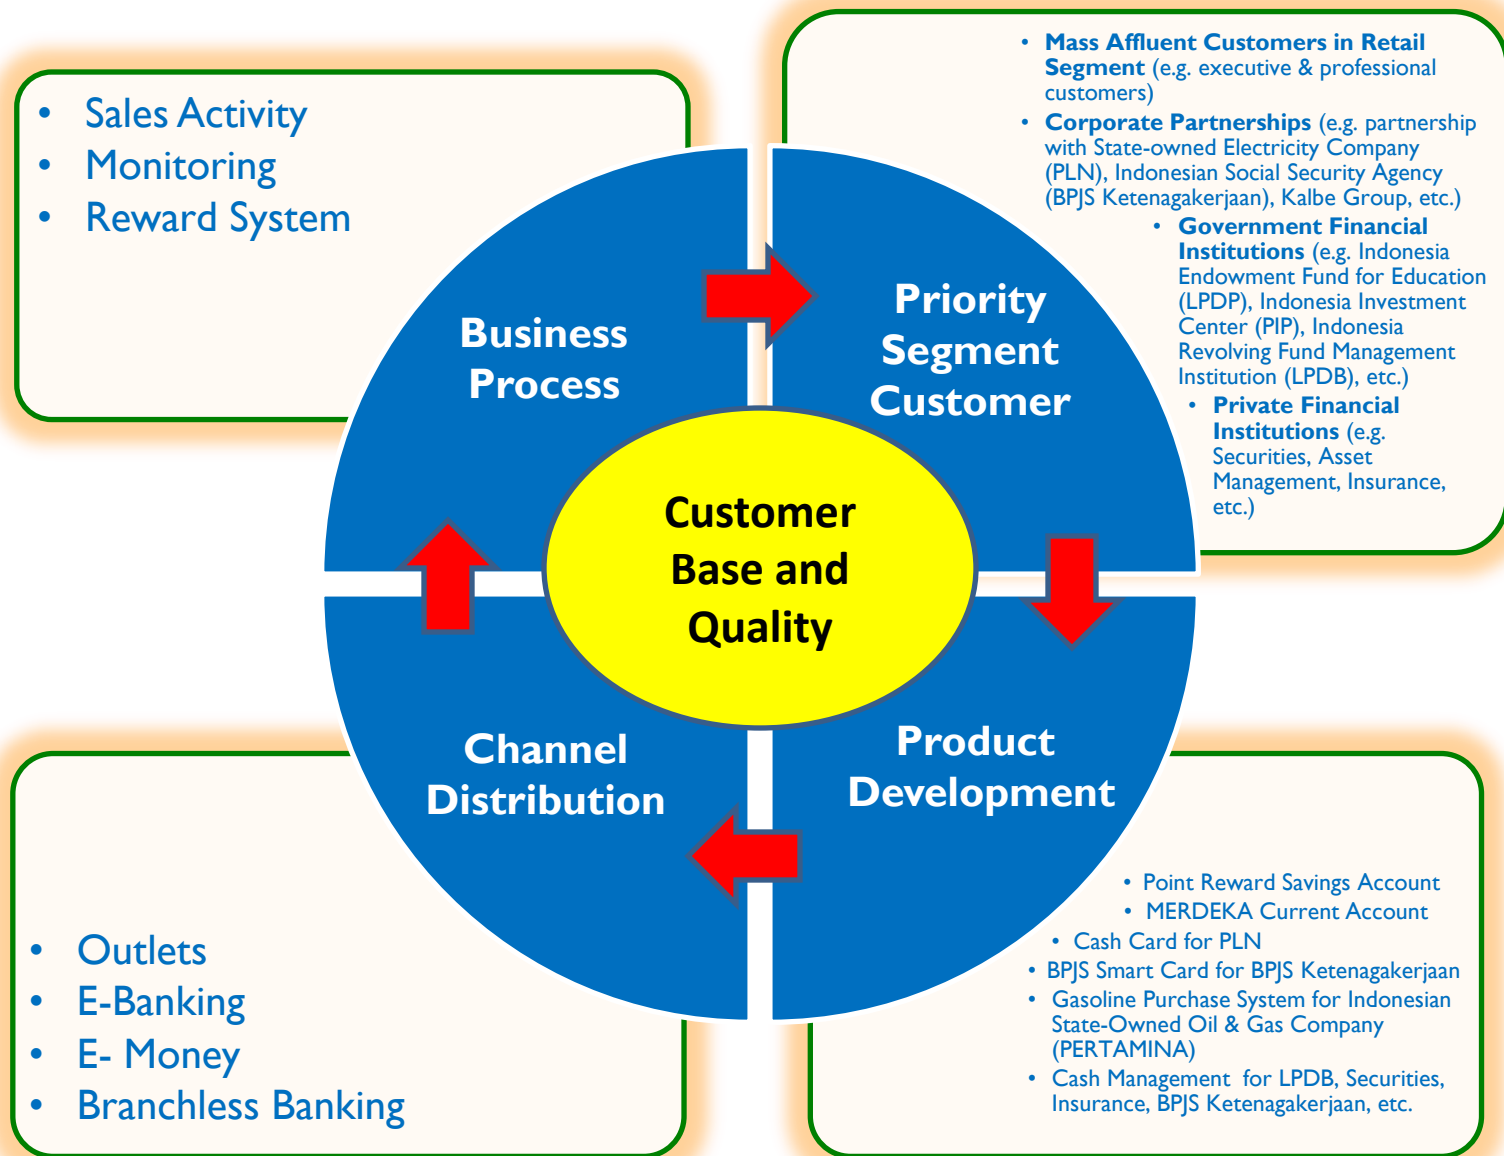 • Sales Activity
• Monitoring
• Reward System
• Mass Affluent Customers in Retail
Segment (e.g. executive & professional
customers)
• Corporate Partnerships (e.g. partnership
with State-owned Electricity Company
(PLN), Indonesian Social Security Agency
(BPJS Ketenagakerjaan), Kalbe Group, etc.)
• Government Financial
Institutions (e.g. Indonesia
Endowment Fund for Education
(LPDP), Indonesia Investment
Center (PIP), Indonesia
Revolving Fund Management
Institution (LPDB), etc.)
• Private Financial
Institutions (e.g.
Securities, Asset
Management, Insurance,
etc.)
Business
Process
Priority
Segment
Customer
Customer
Base and
Quality
Channel
Distribution
Product
Development
• Outlets
• E-Banking
• E- Money
• Branchless Banking
• Point Reward Savings Account
• MERDEKA Current Account
• Cash Card for PLN
• BPJS Smart Card for BPJS Ketenagakerjaan
• Gasoline Purchase System for Indonesian
State-Owned Oil & Gas Company
(PERTAMINA)
• Cash Management for LPDB, Securities,
Insurance, BPJS Ketenagakerjaan, etc.